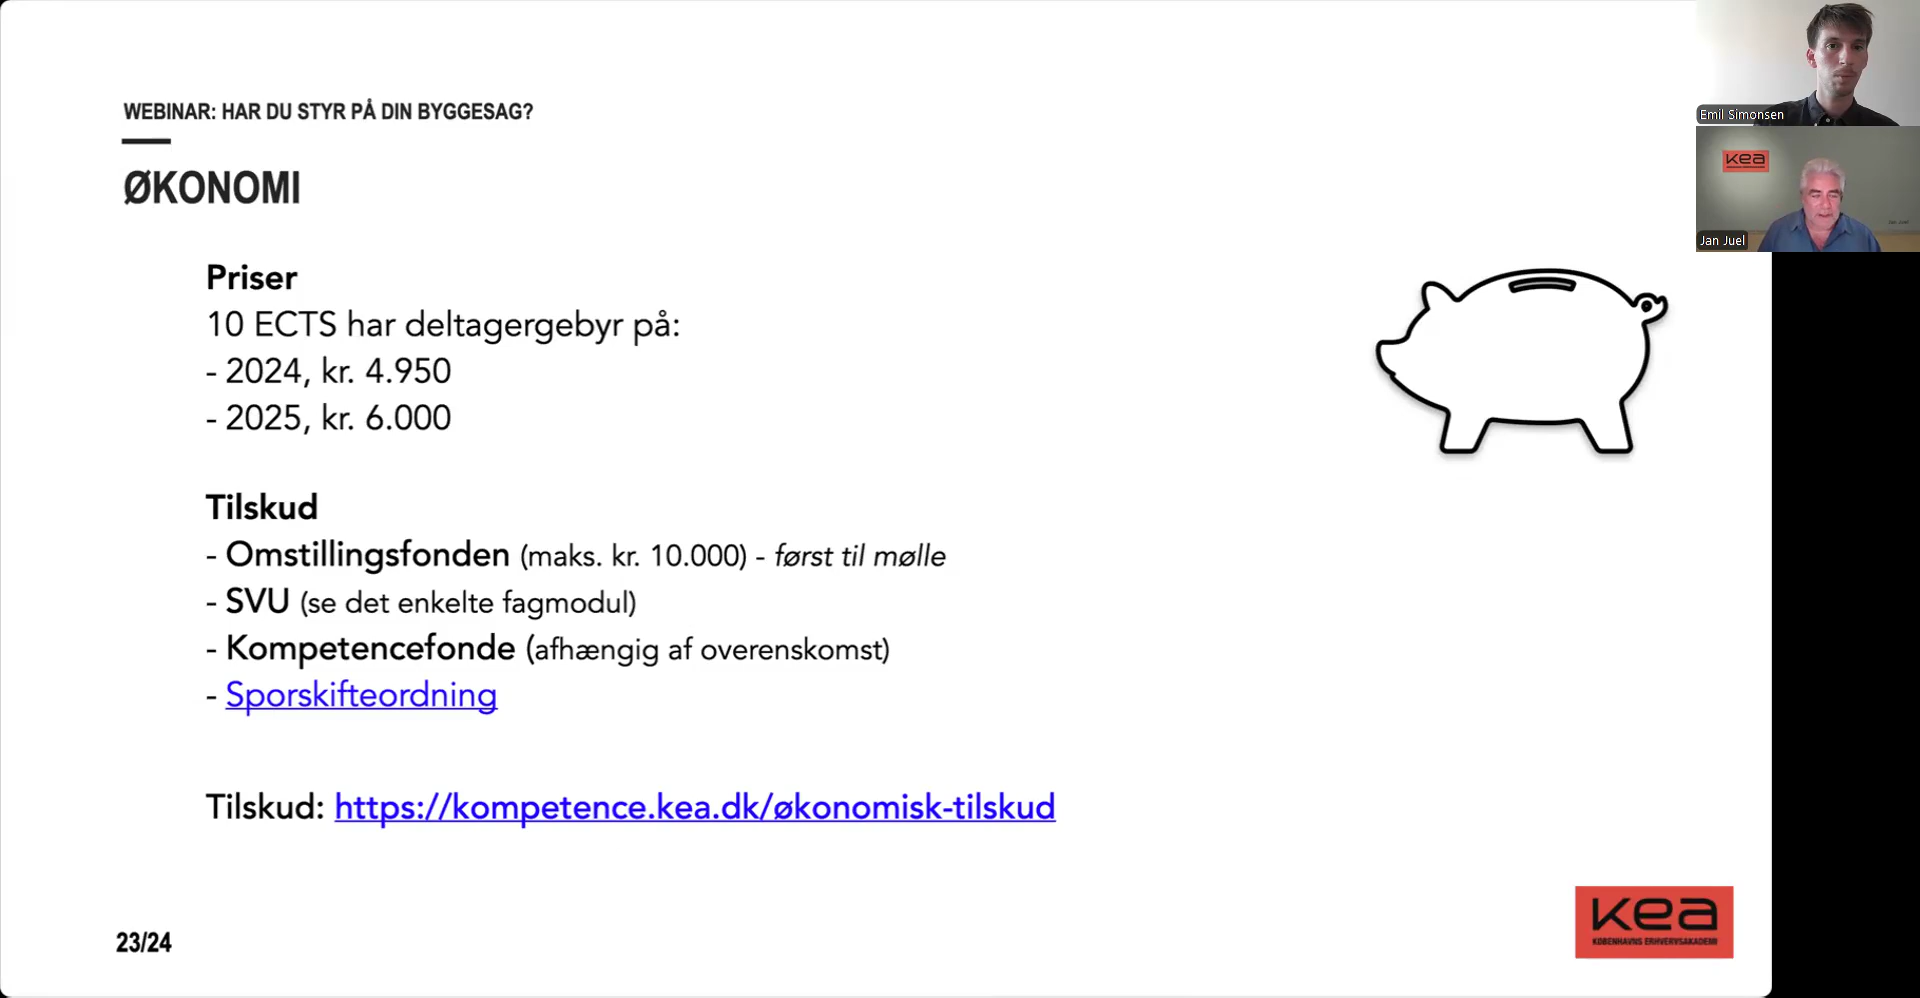 WEBINAR: HAR DU STYR PÅ DIN BYGGESAG?
ØKONOMI
Priser
10 ECTS har deltagergebyr på:
- 2024, kr. 4.950
- 2025, kr. 6.000
Tilskud
- Omstillingsfonden (maks. kr. 10.000) - først til mølle
- SVU (se det enkelte fagmodul)
- Kompetencefonde (afhængig af overenskomst)
- Sporskifteordning
Tilskud: https://kompetence.kea.dk/økonomisk-tilskud
23/24
kea
KØBENHAVNS ERHVERVSAKADEMI
Emil Simonsen
kea
Jan Juel